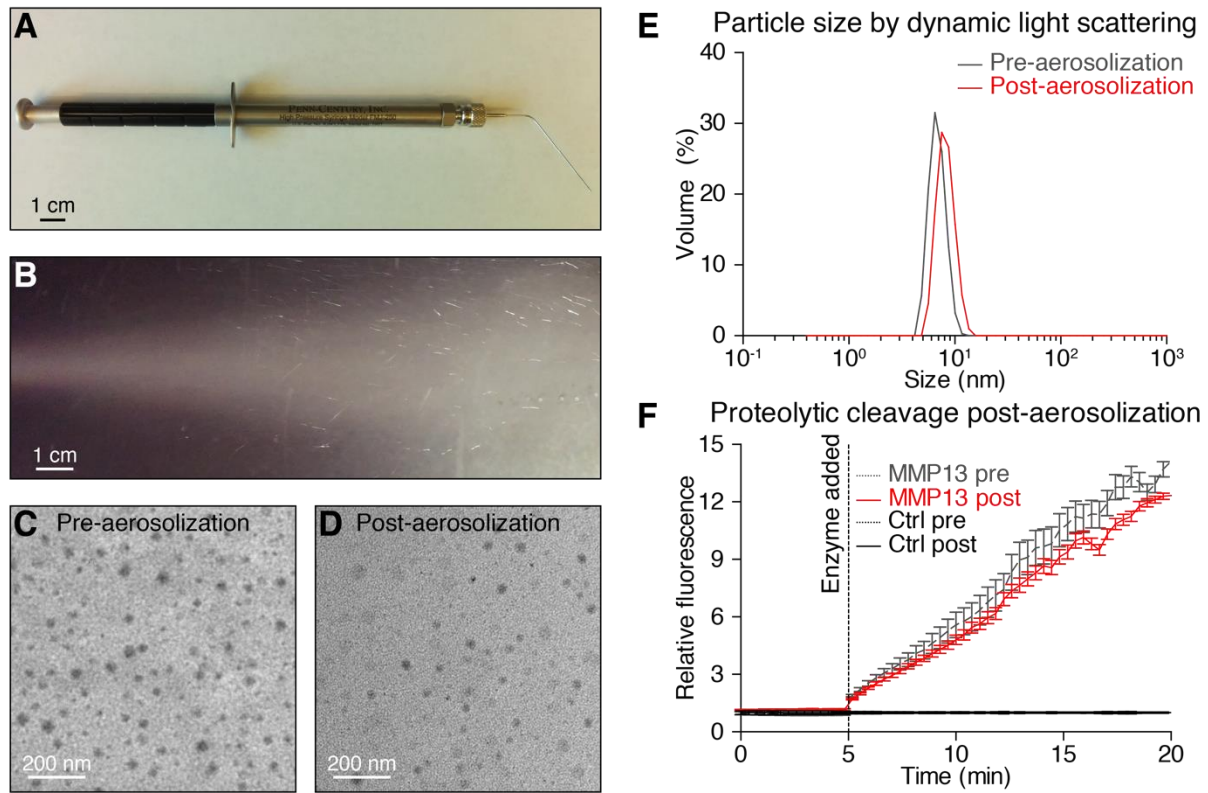 A
PENN-CENTURY, INC.
1 cm
B
1 cm
C Pre-aerosolization
200 nm
D Post-aerosolization
200 nm
E Particle size by dynamic light scattering
Pre-aerosolization
Post-aerosolization
Volume (%)
40
30
20
10
0
10⁻¹ 10⁰ 10¹ 10² 10³
Size (nm)
F Proteolytic cleavage post-aerosolization
Relative fluorescence
15
12
9
6
3
0
Enzyme added
MMP13 pre
MMP13 post
Ctrl pre
Ctrl post
0 5 10 15 20
Time (min)